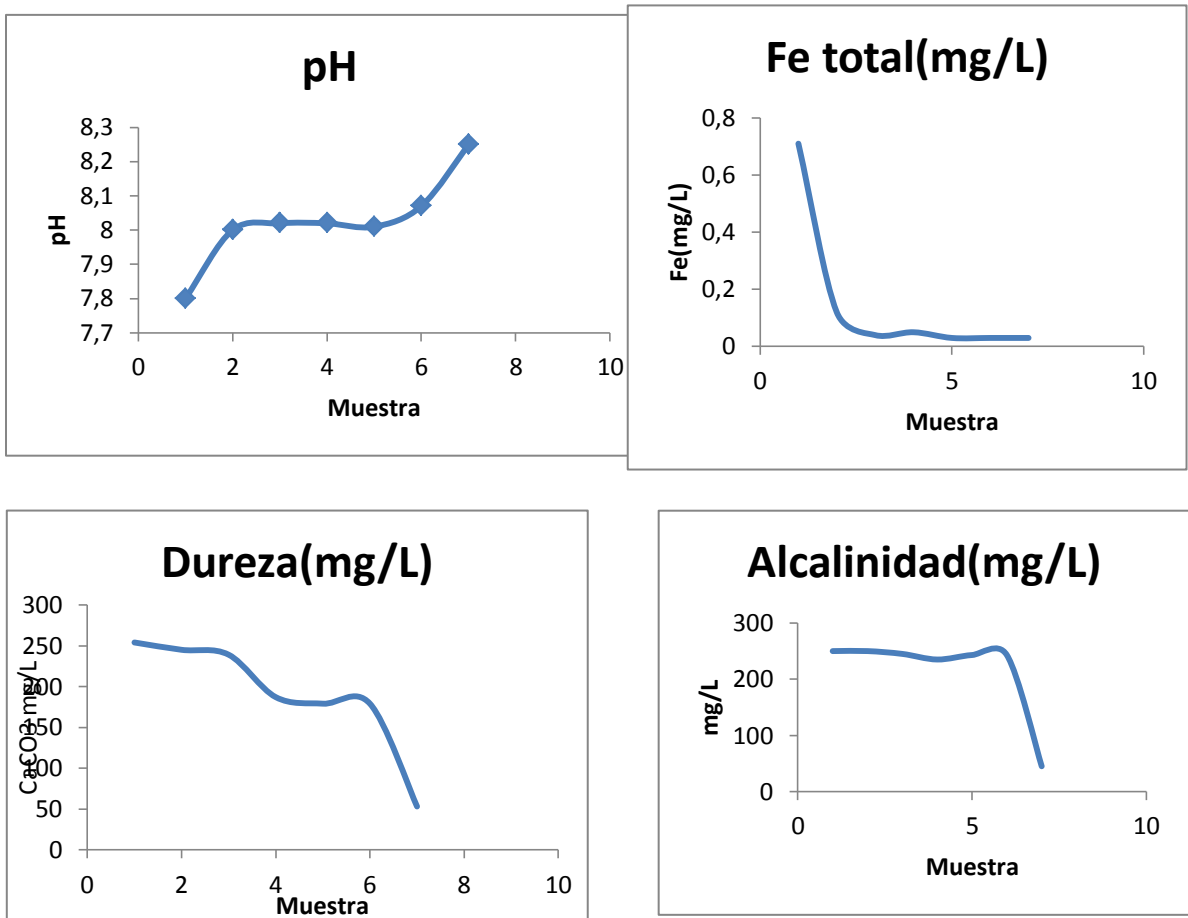 pH
8,3
8,2
8,1
8
7,9
7,8
7,7
pH
0 2 4 6 8 10
Muestra
Fe total(mg/L)
0,8
0,6
0,4
0,2
0
Fe(mg/L)
0 5 10
Muestra
Dureza(mg/L)
300
250
200
150
100
50
0
CaCO3 mg/L
0 2 4 6 8 10
Muestra
Alcalinidad(mg/L)
300
200
100
0
mg/L
0 5 10
Muestra